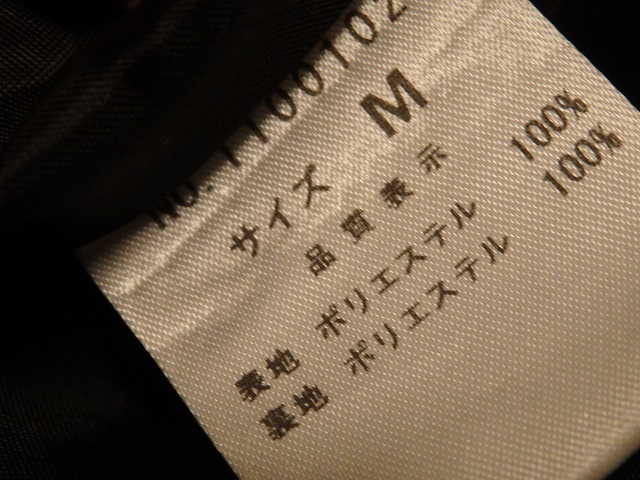 NO. 1100102
サイズ M
品質表示
表地 ポリエステル 100%
裏地 ポリエステル 100%